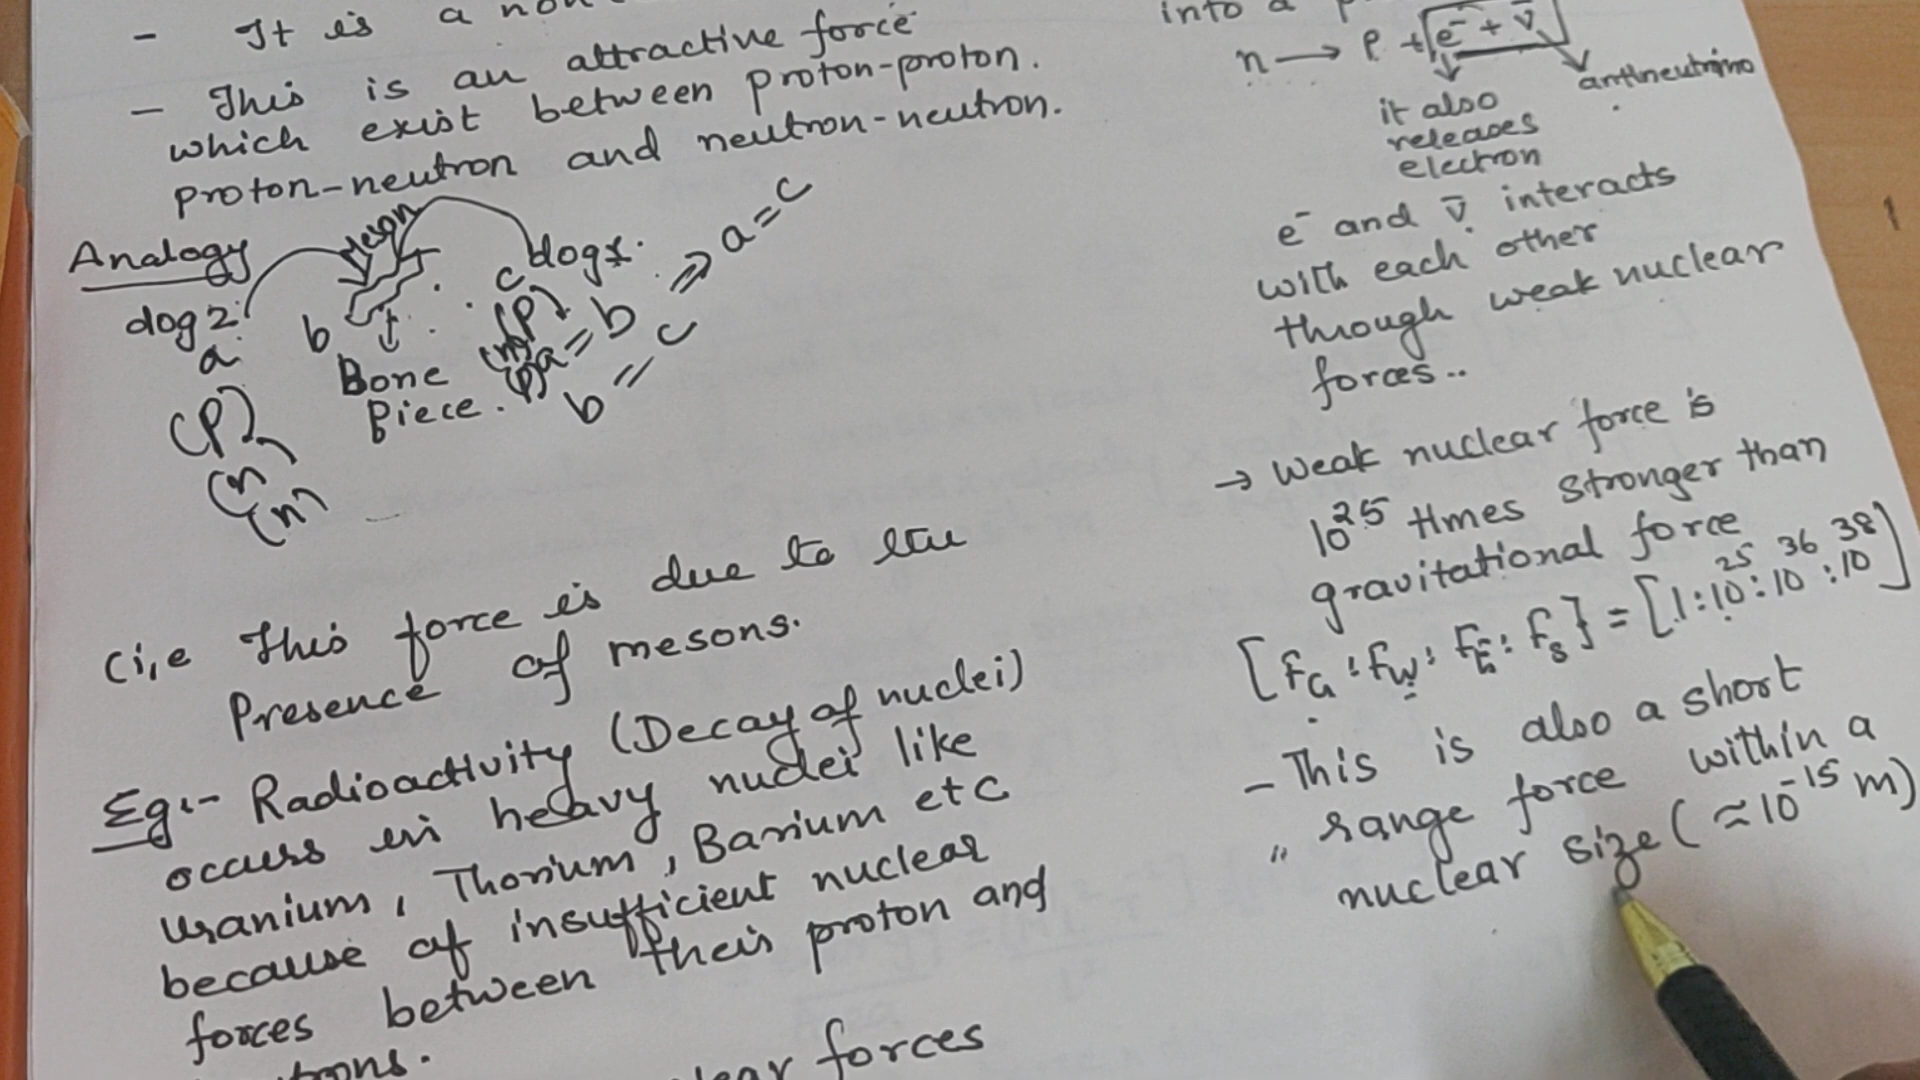 - It is a non
- This is an attractive force
which exist between proton-proton.
proton-neutron and neutron-neutron.
Analogy
dog 2
a
(P)
(n)
(n)
b
Bone
Piece.
c
dog 1.
(P)
(n)
(P)
a = b
b = c
⇒ a = c
(i,e This force is due to the
Presence of mesons.
Eg:- Radioactivity (Decay of nuclei)
occurs in heavy nuclei like
Uranium, Thorium, Barium etc
because of insufficient nuclear
forces between their proton and
forces
into a
n → P + e⁻ + ν̄
it also
releases
electron
antineutrino
e⁻ and ν̄ interacts
with each other
through weak nuclear
forces..
→ Weak nuclear force is
10²⁵ times stronger than
gravitational force
[F_G : F_W : F_E : F_S] = [1 : 10²⁵ : 10³⁶ : 10³⁸]
- This is also a short
" range force within a
nuclear size (≈10⁻¹⁵ m)